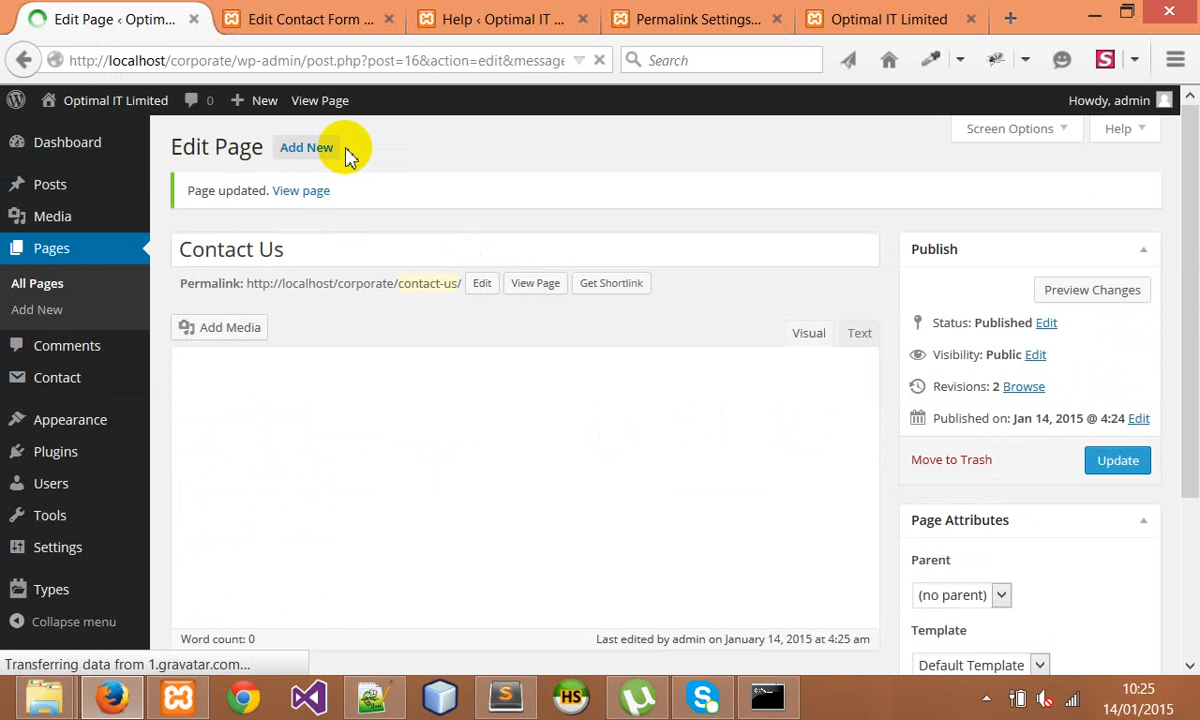 Edit Page ‹ Optim...
Edit Contact Form ...
Help ‹ Optimal IT ...
Permalink Settings...
Optimal IT Limited
http://localhost/corporate/wp-admin/post.php?post=16&action=edit&message
Search
Optimal IT Limited
0
New
View Page
Howdy, admin
Dashboard
Posts
Media
Pages
All Pages
Add New
Comments
Contact
Appearance
Plugins
Users
Tools
Settings
Types
Collapse menu
Screen Options
Help
Edit Page
Add New
Page updated. View page
Contact Us
Permalink: http://localhost/corporate/contact-us/
Edit
View Page
Get Shortlink
Add Media
Visual
Text
Word count: 0
Last edited by admin on January 14, 2015 at 4:25 am
Publish
Preview Changes
Status: Published Edit
Visibility: Public Edit
Revisions: 2 Browse
Published on: Jan 14, 2015 @ 4:24 Edit
Move to Trash
Update
Page Attributes
Parent
(no parent)
Template
Default Template
Transferring data from 1.gravatar.com...
HS
10:25
14/01/2015